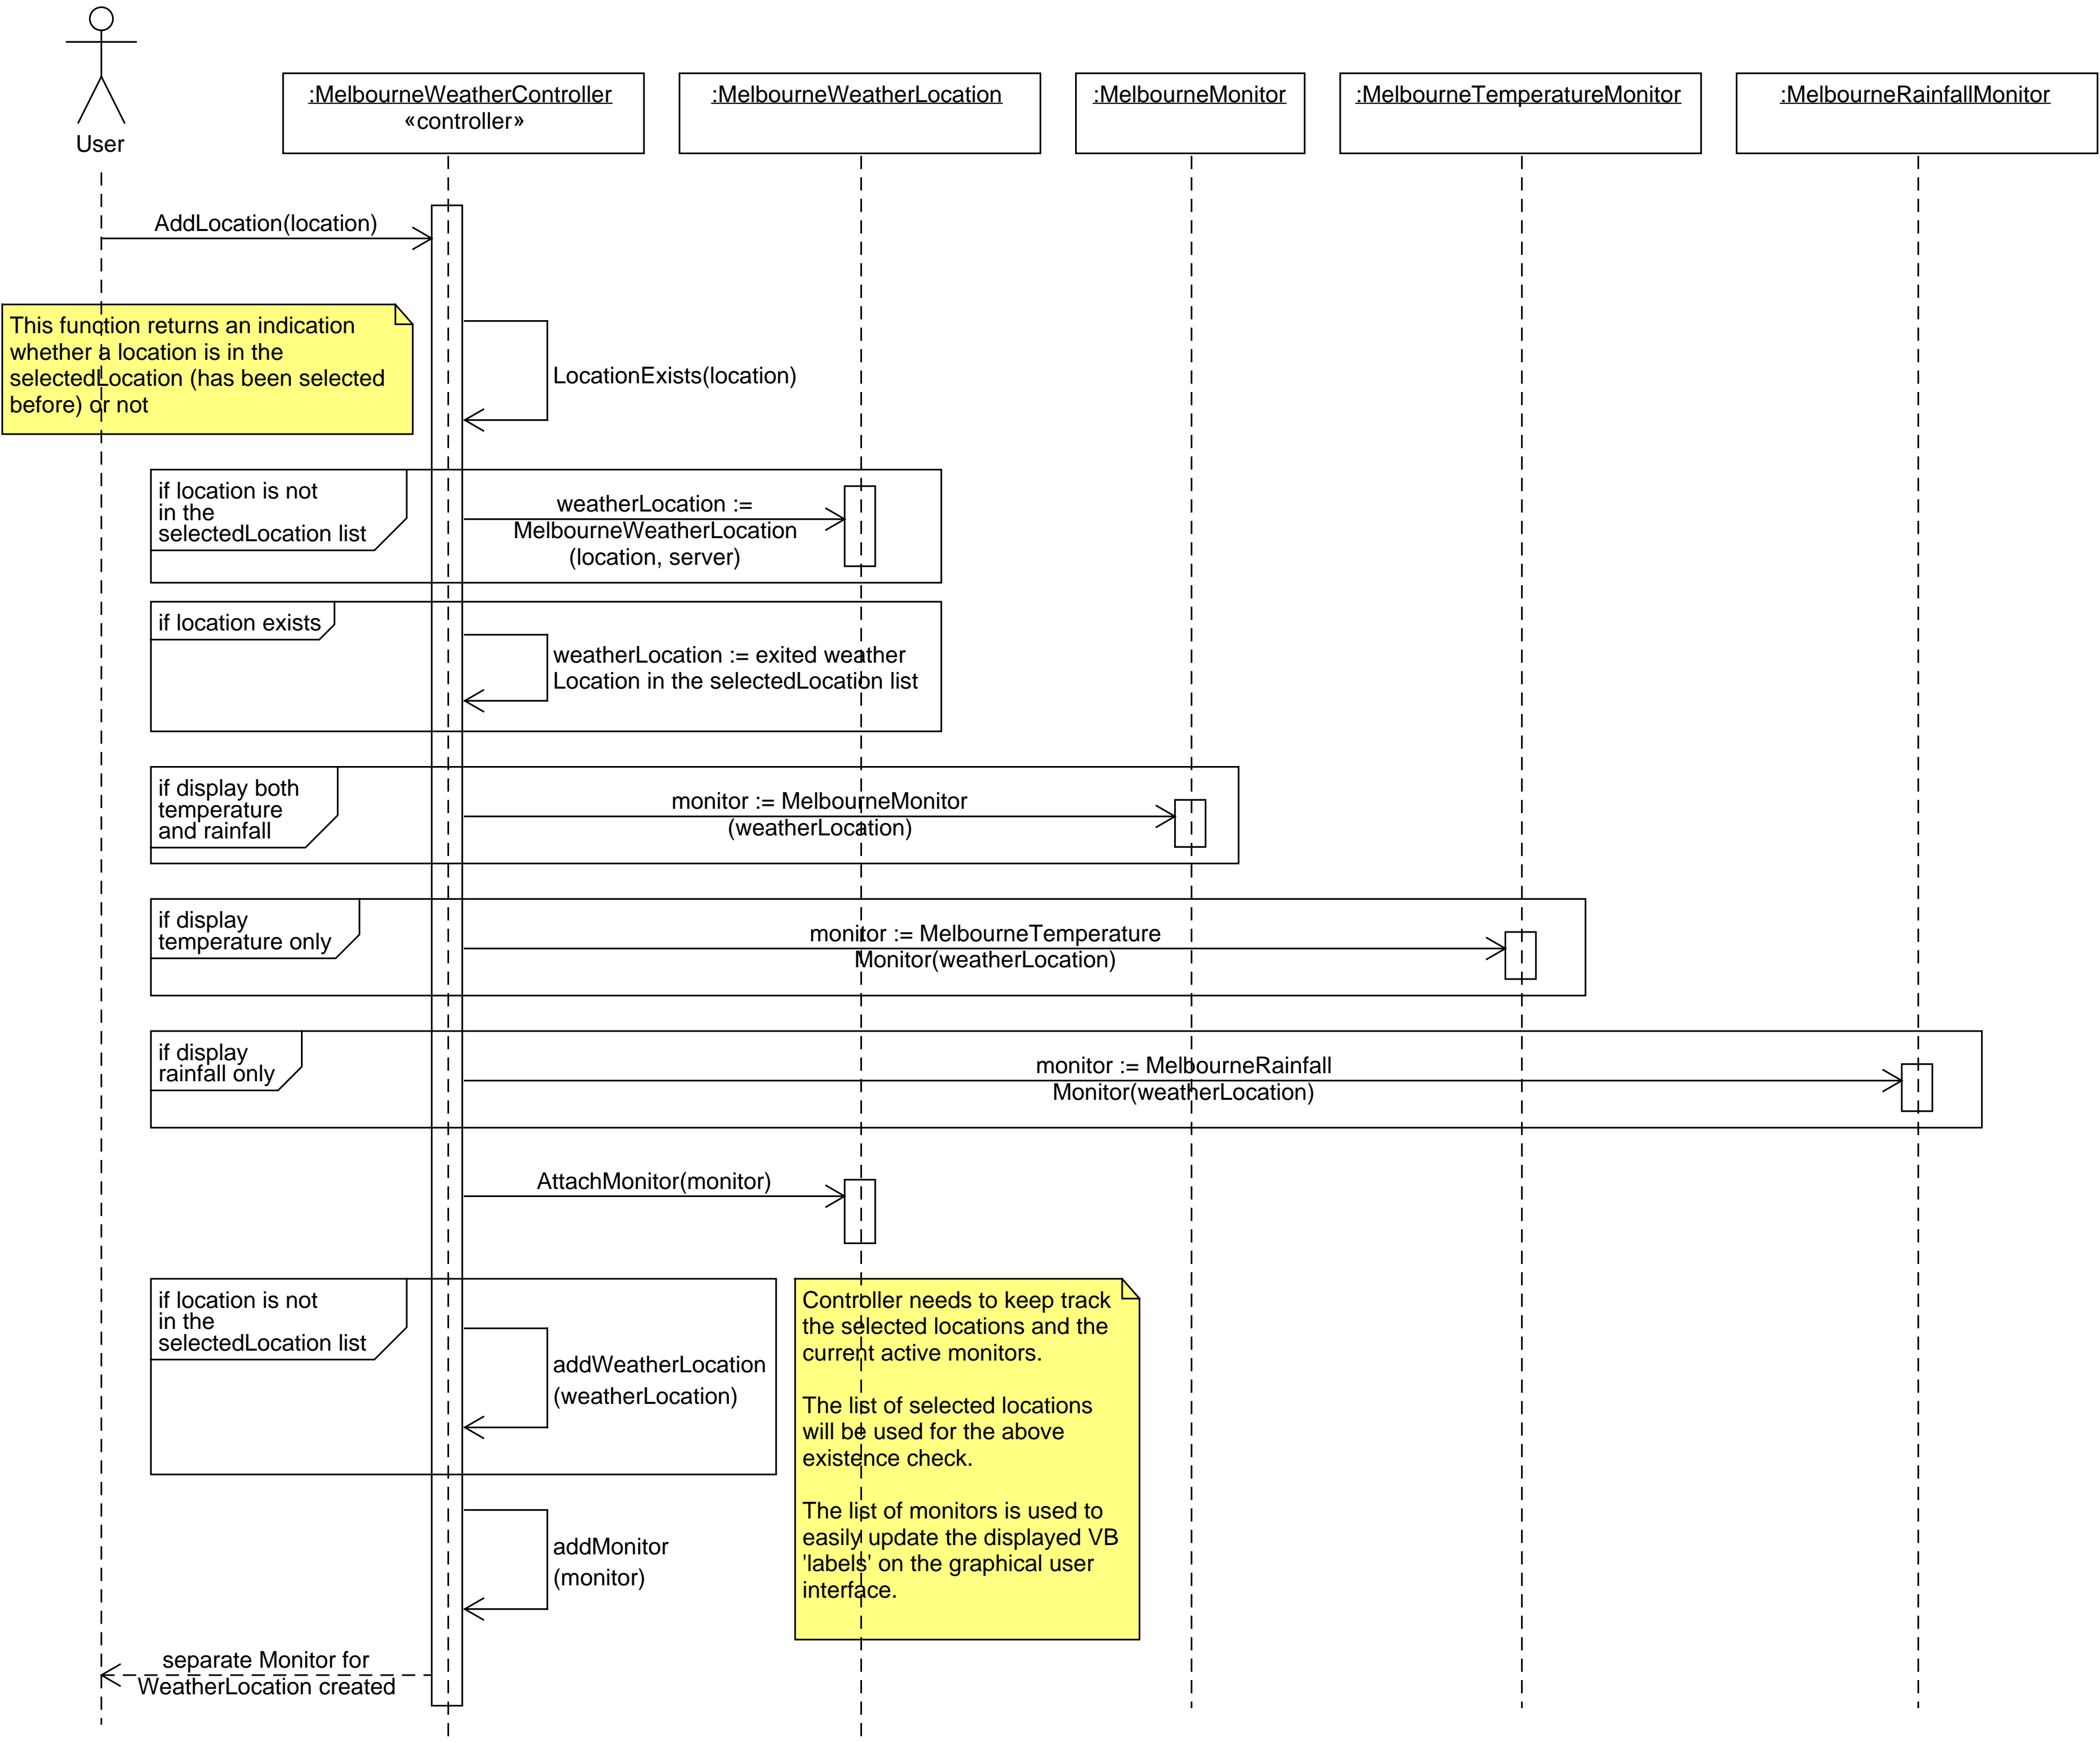 :MelbourneWeatherController
«controller»
:MelbourneWeatherLocation
:MelbourneMonitor
:MelbourneTemperatureMonitor
:MelbourneRainfallMonitor
User
AddLocation(location)
This function returns an indication
whether a location is in the
selectedLocation (has been selected
before) or not
LocationExists(location)
if location is not
in the
selectedLocation list
weatherLocation :=
MelbourneWeatherLocation
(location, server)
if location exists
weatherLocation := exited weather
Location in the selectedLocation list
if display both
temperature
and rainfall
monitor := MelbourneMonitor
(weatherLocation)
if display
temperature only
monitor := MelbourneTemperature
Monitor(weatherLocation)
if display
rainfall only
monitor := MelbourneRainfall
Monitor(weatherLocation)
AttachMonitor(monitor)
if location is not
in the
selectedLocation list
addWeatherLocation
(weatherLocation)
Controller needs to keep track
the selected locations and the
current active monitors.
The list of selected locations
will be used for the above
existence check.
The list of monitors is used to
easily update the displayed VB
'labels' on the graphical user
interface.
addMonitor
(monitor)
separate Monitor for
WeatherLocation created